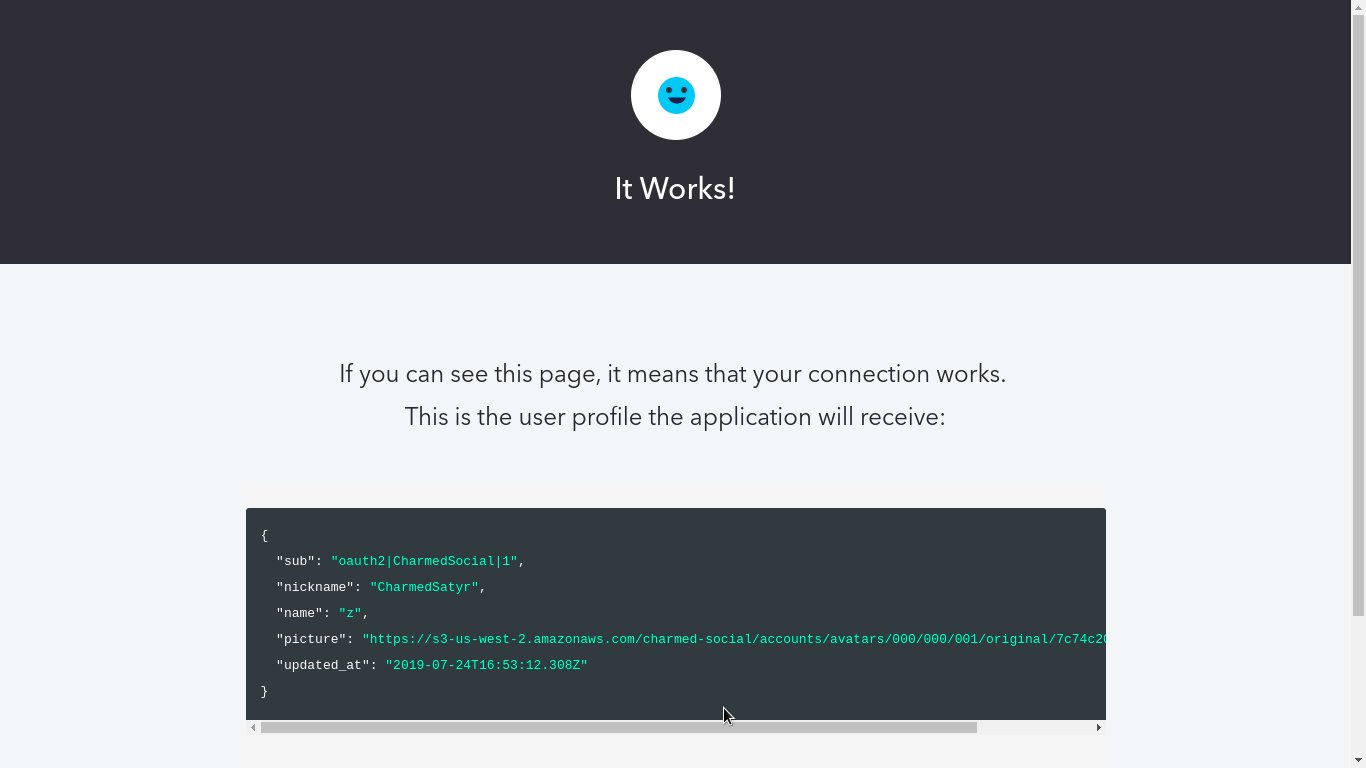 It Works!
If you can see this page, it means that your connection works.
This is the user profile the application will receive:
{
"sub": "oauth2|CharmedSocial|1",
"nickname": "CharmedSatyr",
"name": "z",
"picture": "https://s3-us-west-2.amazonaws.com/charmed-social/accounts/avatars/000/000/001/original/7c74c20
"updated_at": "2019-07-24T16:53:12.308Z"
}